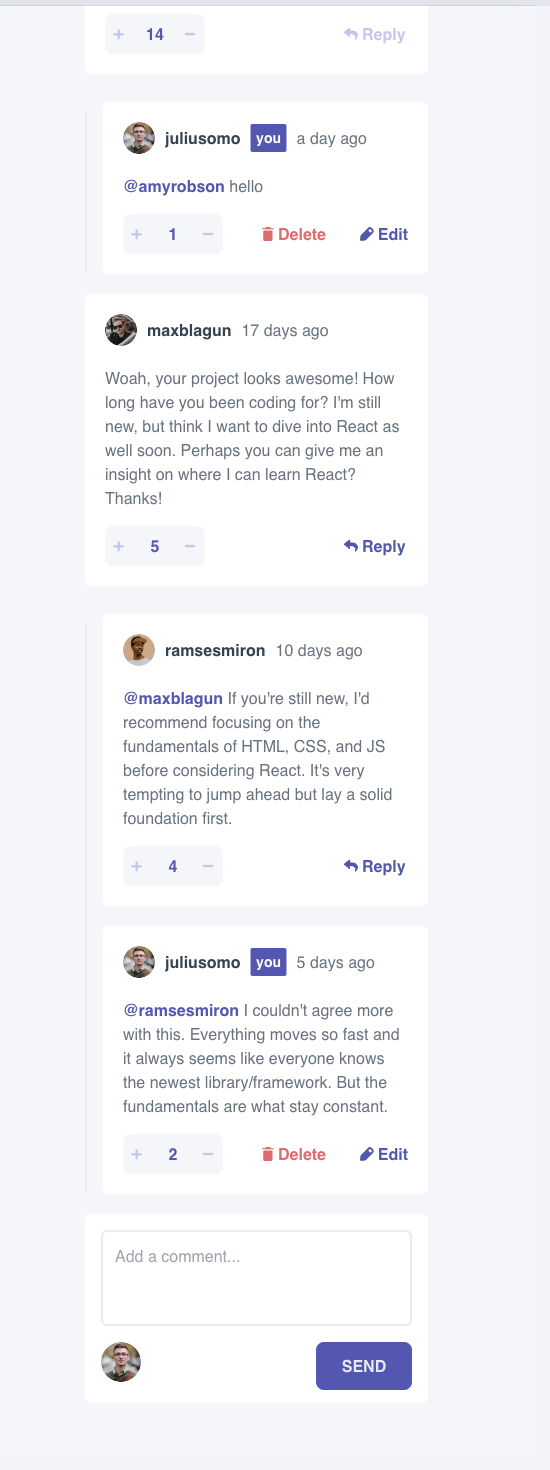 + 14 − Reply
juliusomo you a day ago
@amyrobson hello
+ 1 − Delete Edit
maxblagun 17 days ago
Woah, your project looks awesome! How
long have you been coding for? I'm still
new, but think I want to dive into React as
well soon. Perhaps you can give me an
insight on where I can learn React?
Thanks!
+ 5 − Reply
ramsesmiron 10 days ago
@maxblagun If you're still new, I'd
recommend focusing on the
fundamentals of HTML, CSS, and JS
before considering React. It's very
tempting to jump ahead but lay a solid
foundation first.
+ 4 − Reply
juliusomo you 5 days ago
@ramsesmiron I couldn't agree more
with this. Everything moves so fast and
it always seems like everyone knows
the newest library/framework. But the
fundamentals are what stay constant.
+ 2 − Delete Edit
Add a comment...
SEND